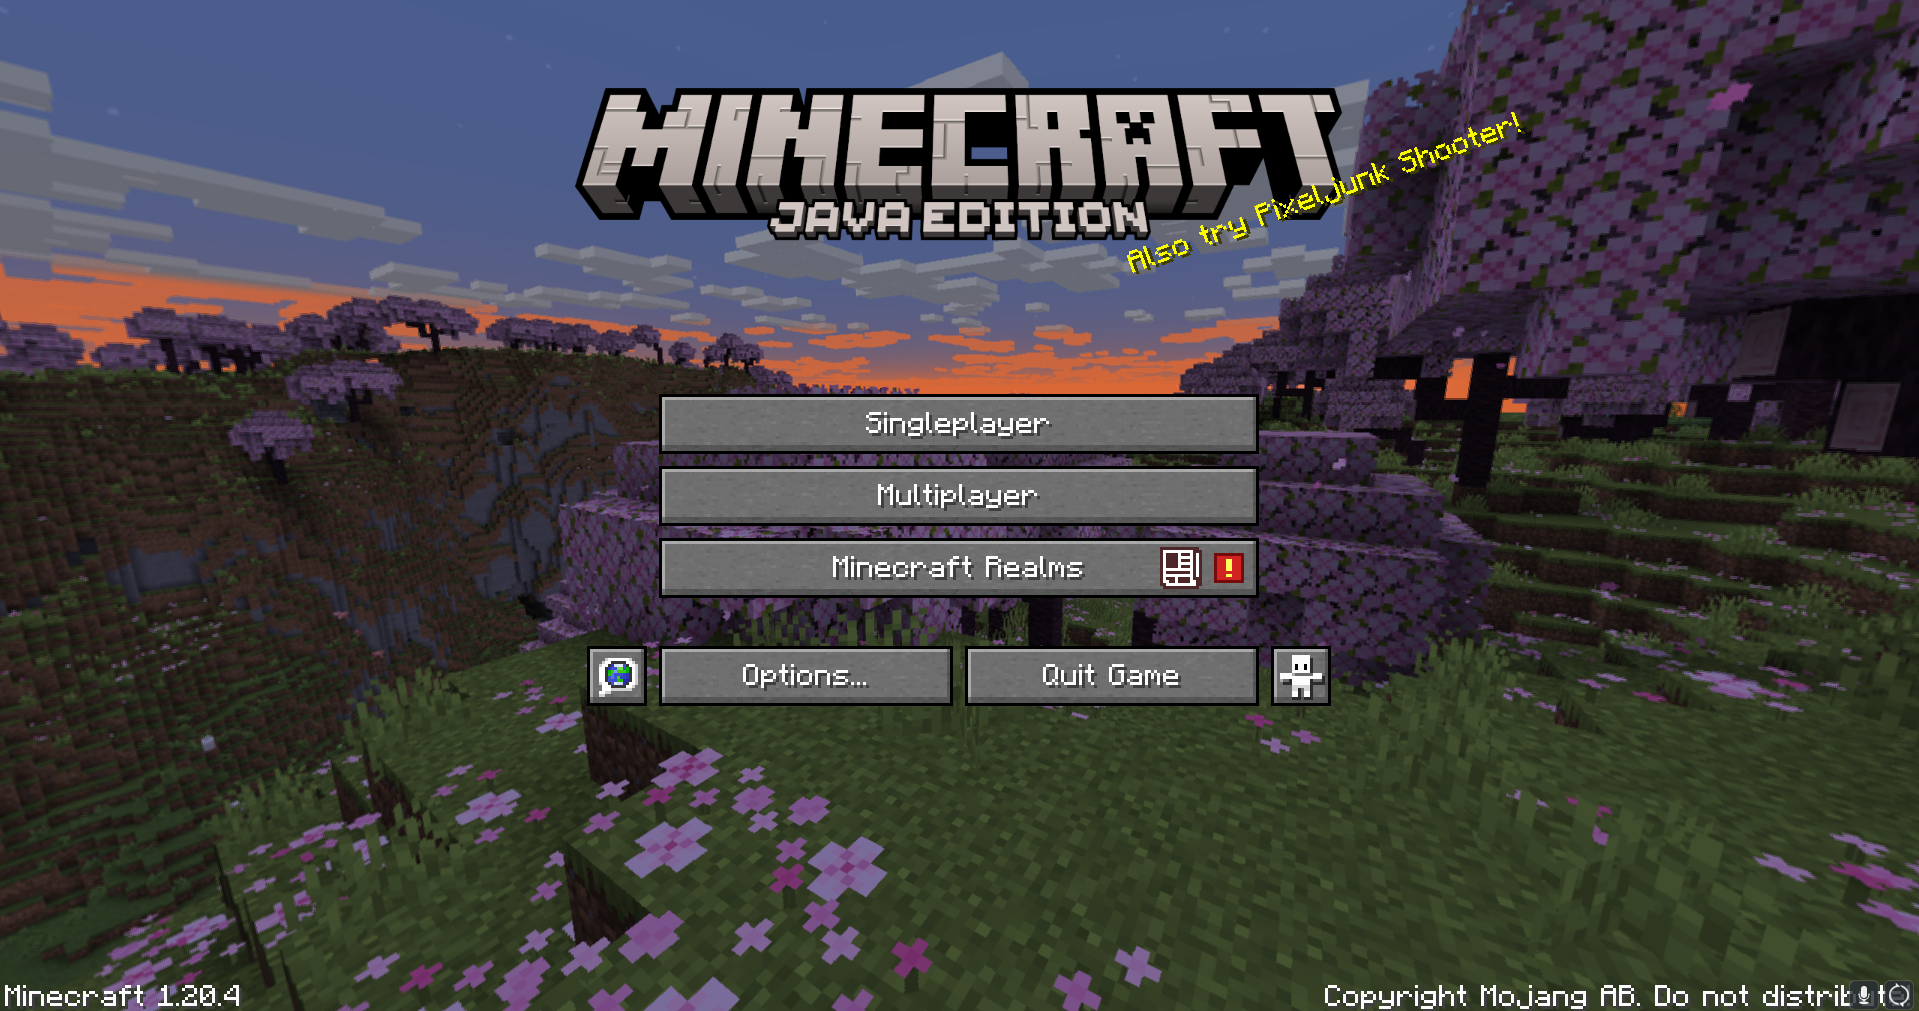 MINECRAFT
JAVA EDITION
Also try Pixeljunk Shooter!
Singleplayer
Multiplayer
Minecraft Realms
!
Options...
Quit Game
Minecraft 1.20.4
Copyright Mojang AB. Do not